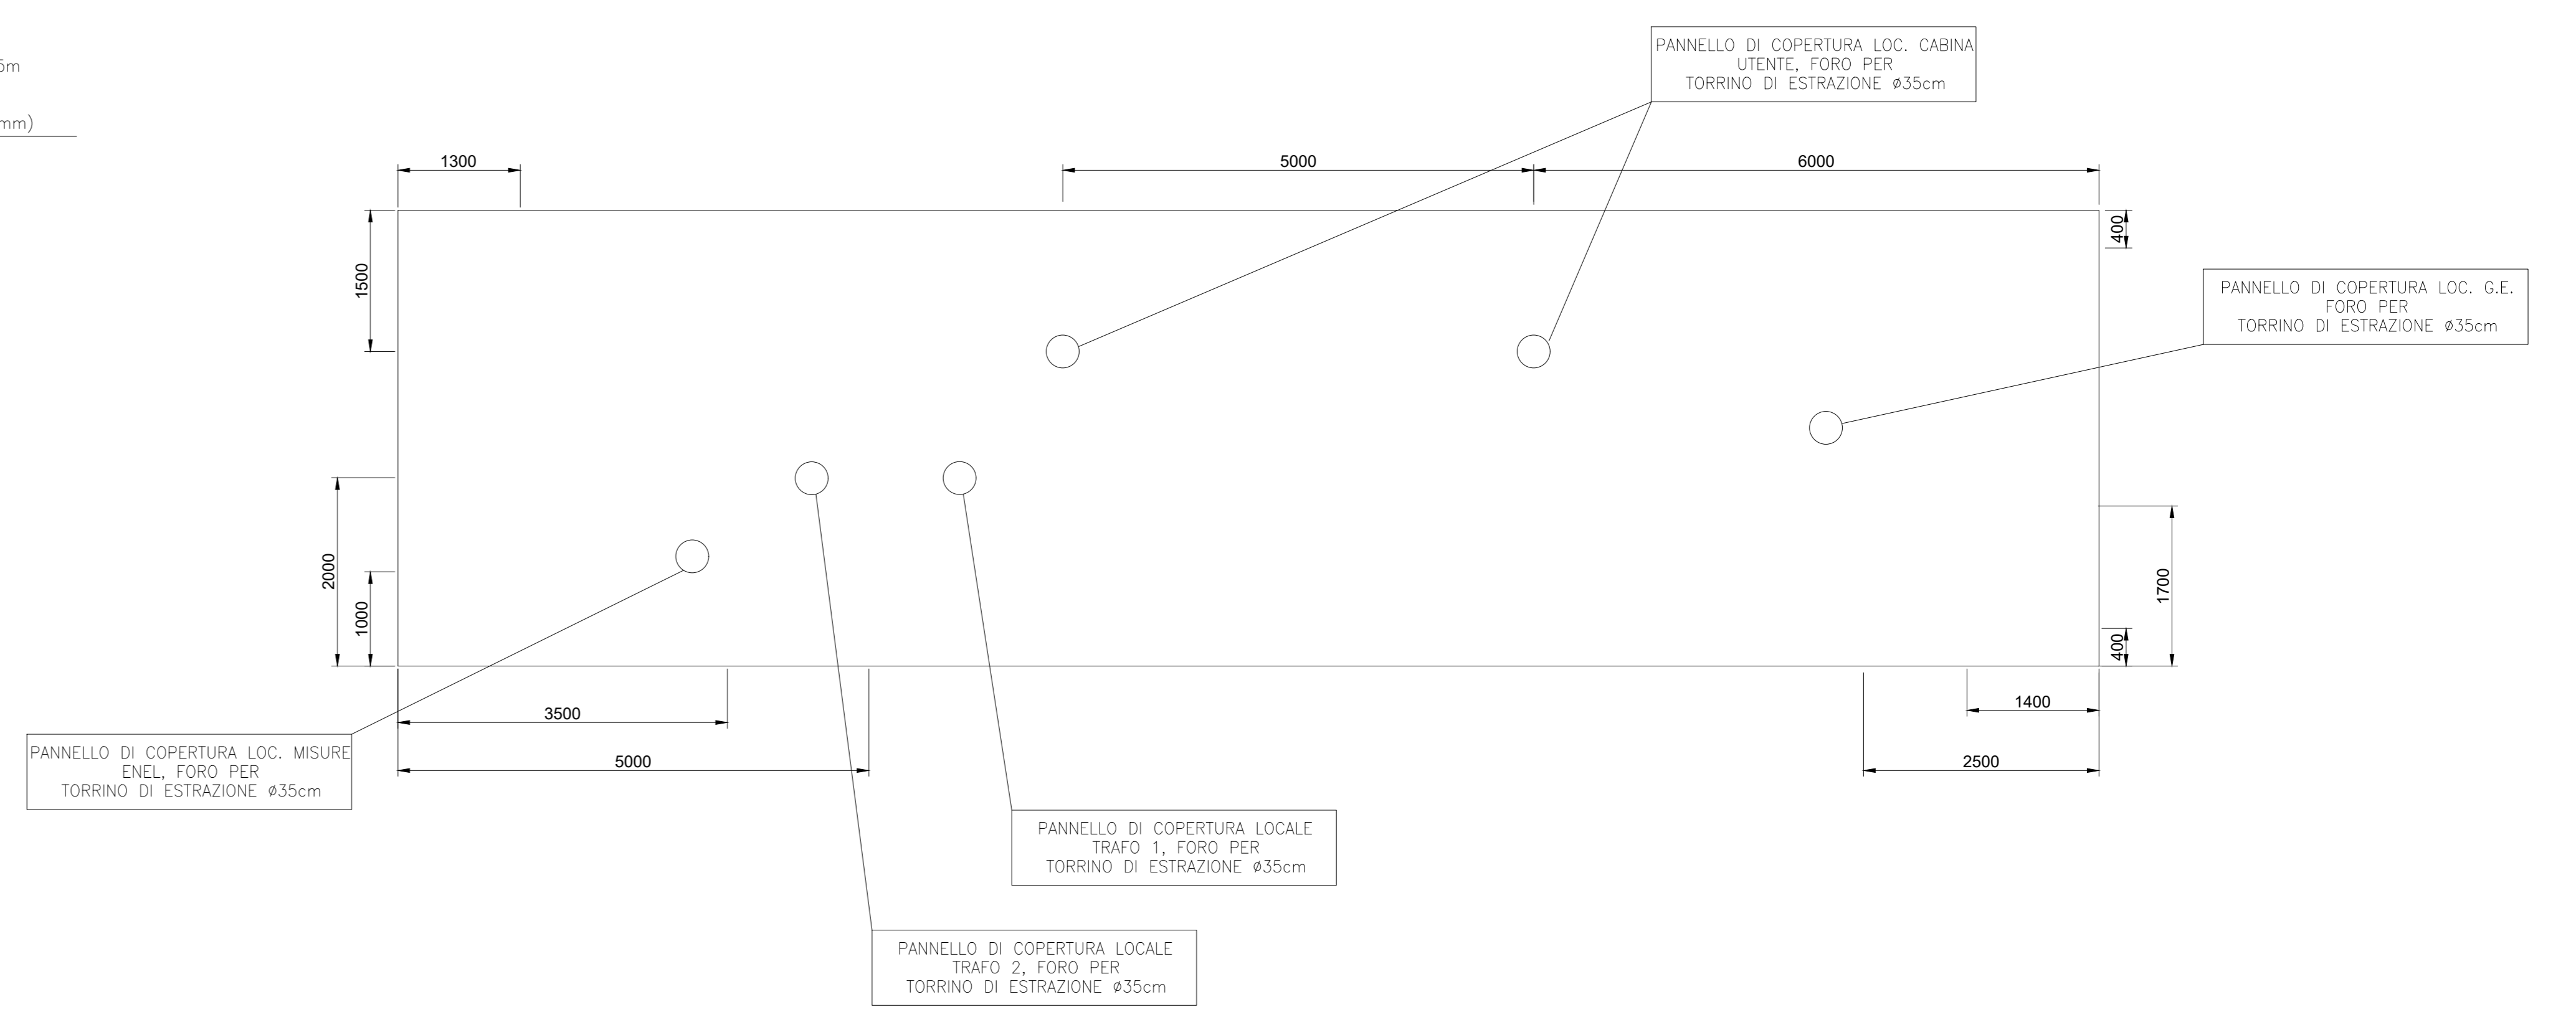 5m
mm)
PANNELLO DI COPERTURA LOC. CABINA
UTENTE, FORO PER
TORRINO DI ESTRAZIONE ø35cm
1300
5000
6000
400
1500
PANNELLO DI COPERTURA LOC. G.E.
FORO PER
TORRINO DI ESTRAZIONE ø35cm
2000
1000
1700
400
3500
1400
5000
2500
PANNELLO DI COPERTURA LOC. MISURE
ENEL, FORO PER
TORRINO DI ESTRAZIONE ø35cm
PANNELLO DI COPERTURA LOCALE
TRAFO 1, FORO PER
TORRINO DI ESTRAZIONE ø35cm
PANNELLO DI COPERTURA LOCALE
TRAFO 2, FORO PER
TORRINO DI ESTRAZIONE ø35cm